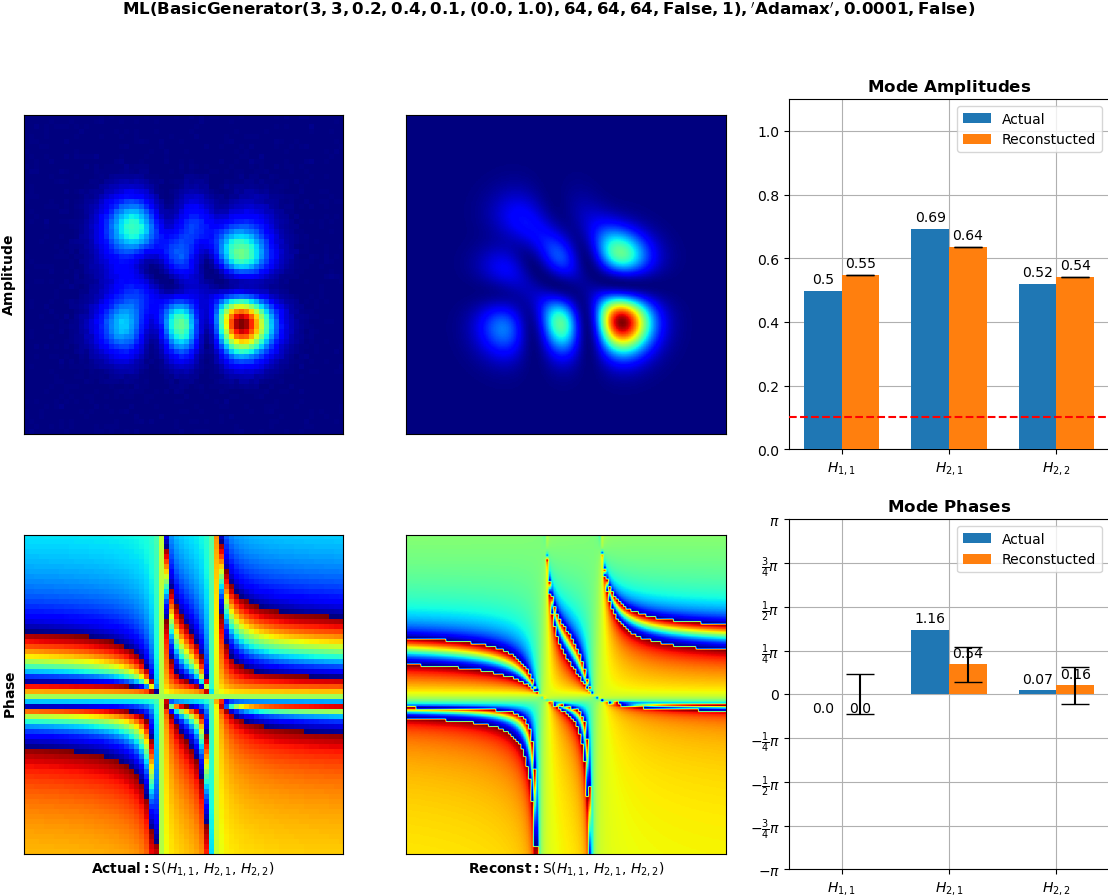 ML(BasicGenerator(3, 3, 0.2, 0.4, 0.1, (0.0, 1.0), 64, 64, 64, False, 1), ′Adamax′, 0.0001, False)
Amplitude
Mode Amplitudes
Actual
Reconstucted
1.0
0.8
0.6
0.4
0.2
0.0
0.5
0.55
0.69
0.64
0.52
0.54
H1,1
H2,1
H2,2
Phase
Actual: S(H1,1, H2,1, H2,2)
Reconst: S(H1,1, H2,1, H2,2)
Mode Phases
Actual
Reconstucted
π
3/4π
1/2π
1/4π
0
−1/4π
−1/2π
−3/4π
−π
0.0
0.0
1.16
0.54
0.07
0.16
H1,1
H2,1
H2,2